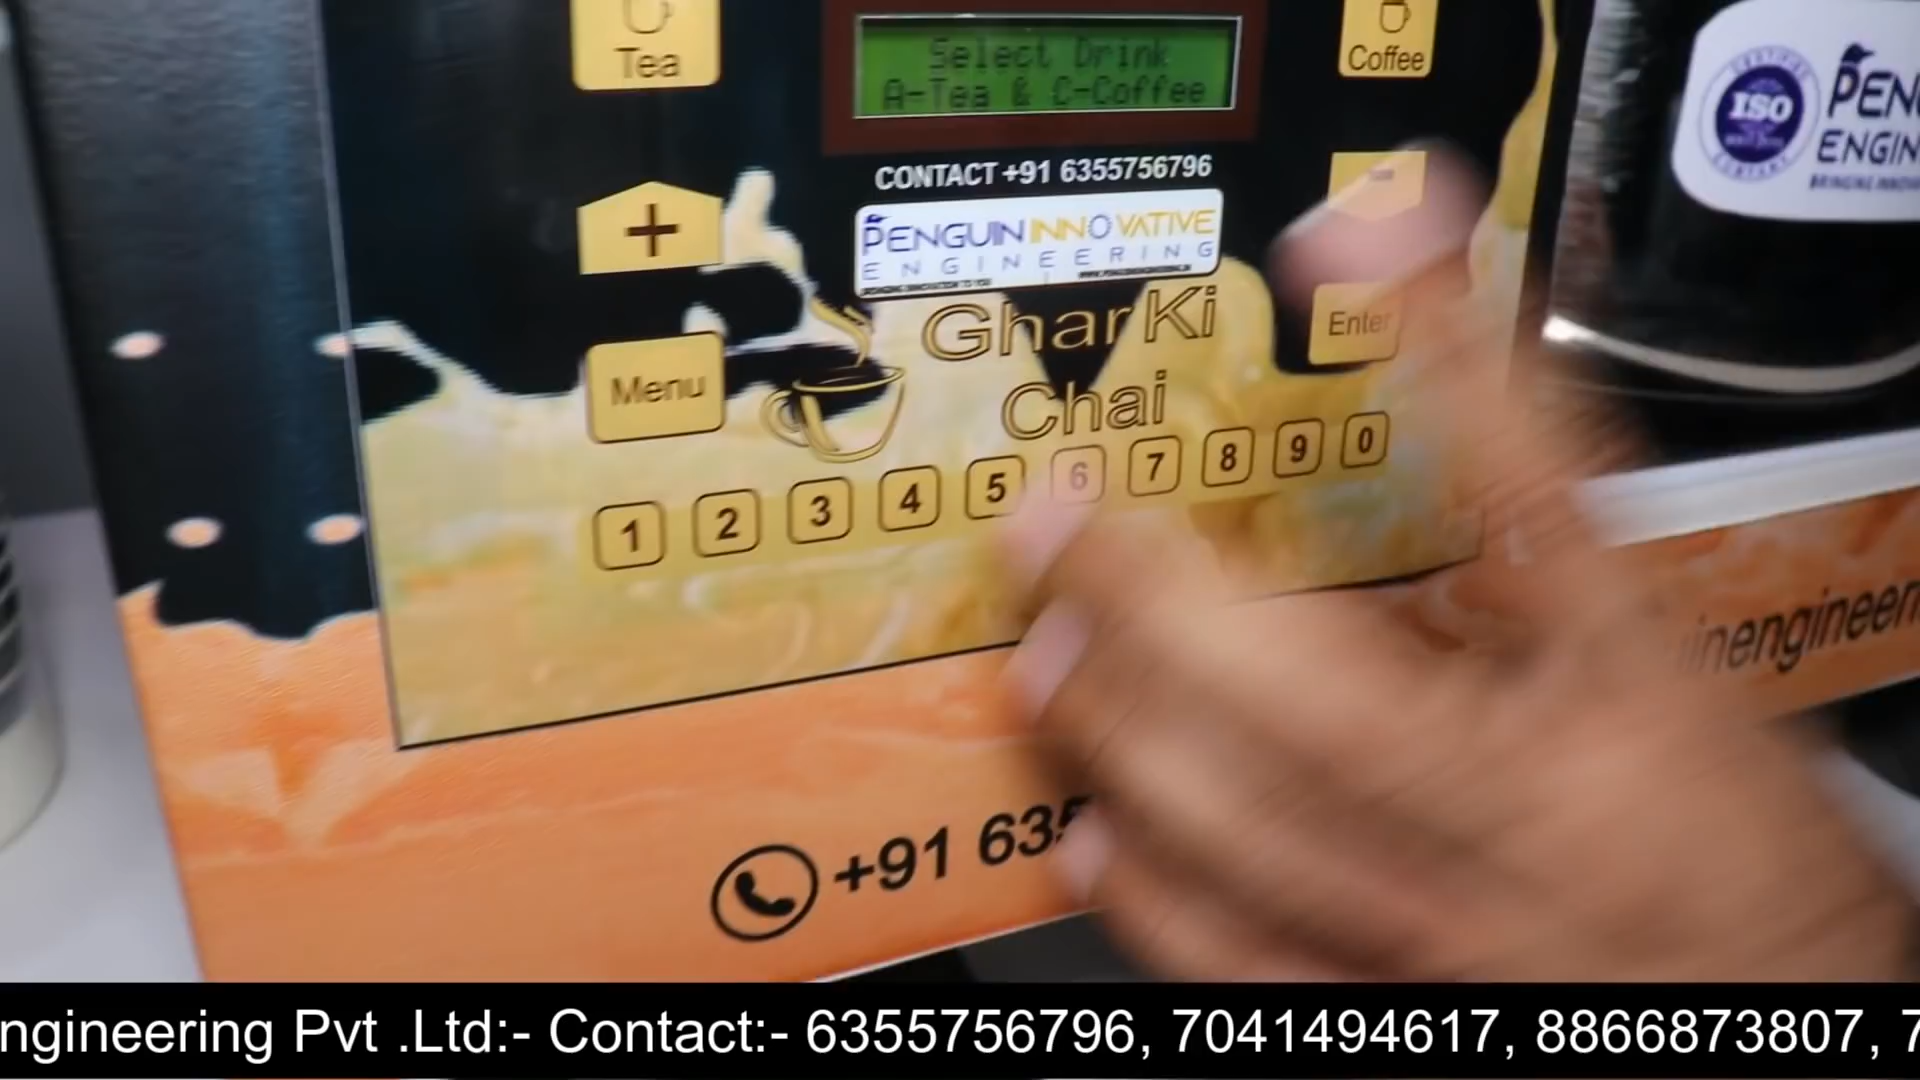 Tea
Select Drink
A-Tea & C-Coffee
Coffee
CONTACT +91 6355756796
+
-
PENGUIN INNOVATIVE
ENGINEERING
Menu
Ghar Ki
Chai
Enter
1 2 3 4 5 6 7 8 9 0
ISO
PEN
ENGIN
inengineer
+91 635
ngineering Pvt .Ltd:- Contact:- 6355756796, 7041494617, 8866873807, 7